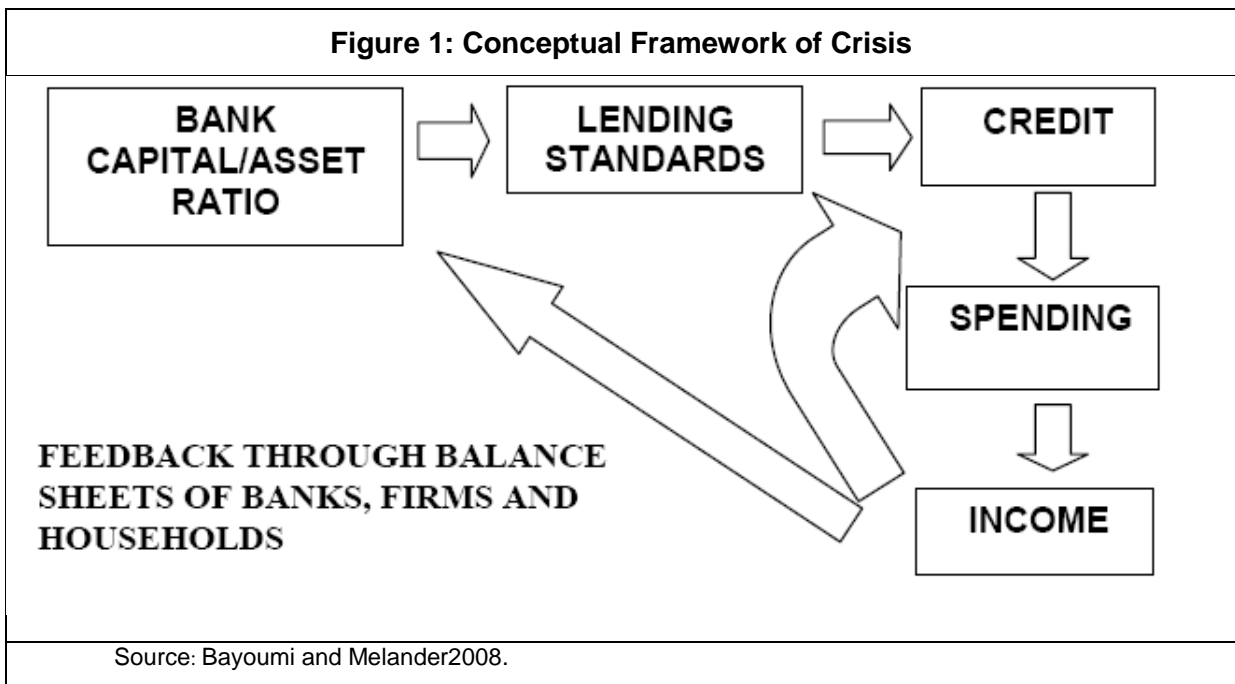 Figure 1: Conceptual Framework of Crisis
BANK
CAPITAL/ASSET
RATIO
LENDING
STANDARDS
CREDIT
SPENDING
INCOME
FEEDBACK THROUGH BALANCE
SHEETS OF BANKS, FIRMS AND
HOUSEHOLDS
Source: Bayoumi and Melander2008.